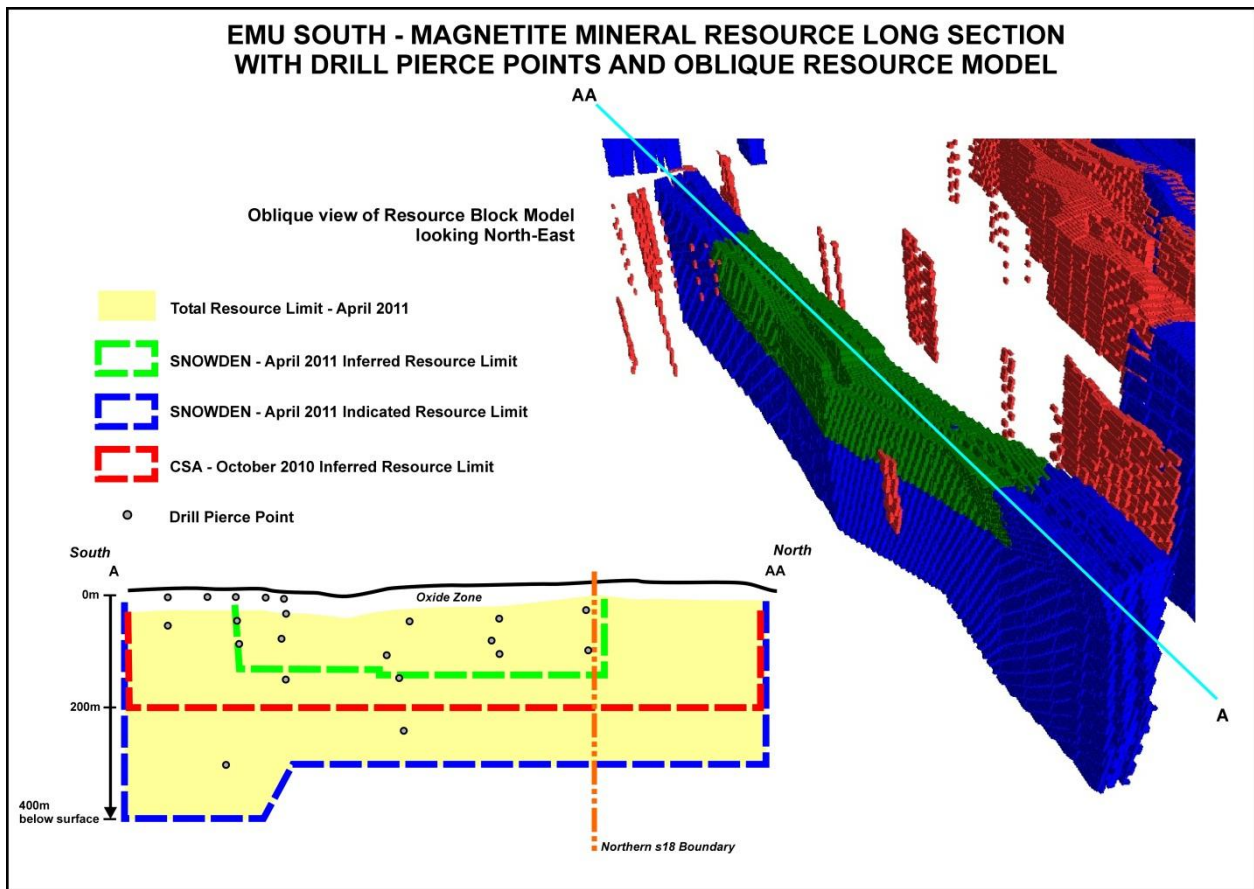 EMU SOUTH - MAGNETITE MINERAL RESOURCE LONG SECTION
WITH DRILL PIERCE POINTS AND OBLIQUE RESOURCE MODEL
AA
Oblique view of Resource Block Model
looking North-East
Total Resource Limit - April 2011
SNOWDEN - April 2011 Inferred Resource Limit
SNOWDEN - April 2011 Indicated Resource Limit
CSA - October 2010 Inferred Resource Limit
Drill Pierce Point
A
South
A
North
AA
0m
Oxide Zone
200m
400m
below surface
Northern s18 Boundary